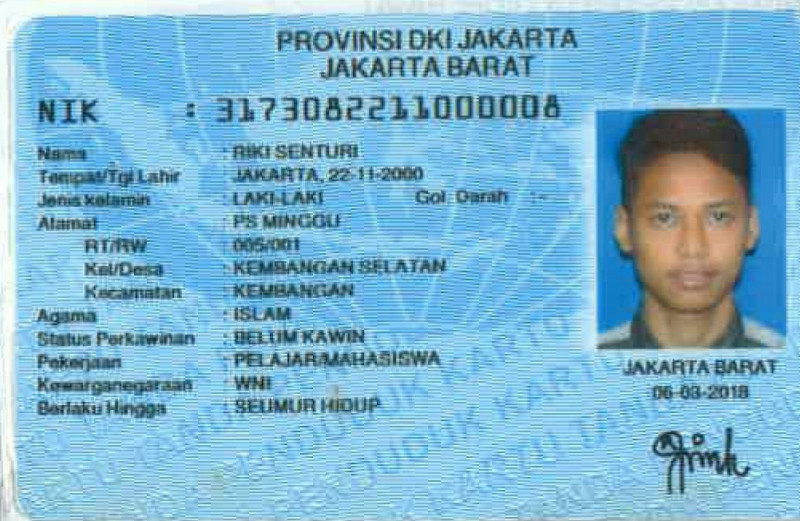 PROVINSI DKI JAKARTA
JAKARTA BARAT
NIK : 3173082211000008
Nama : RIKI SENTURI
Tempat/Tgl Lahir : JAKARTA, 22-11-2000
Jenis kelamin : LAKI-LAKI Gol. Darah : -
Alamat : PS MINGGU
RT/RW : 005/001
Kel/Desa : KEMBANGAN SELATAN
Kecamatan : KEMBANGAN
Agama : ISLAM
Status Perkawinan : BELUM KAWIN
Pekerjaan : PELAJAR/MAHASISWA
Kewarganegaraan : WNI
Berlaku Hingga : SEUMUR HIDUP
JAKARTA BARAT
06-03-2018